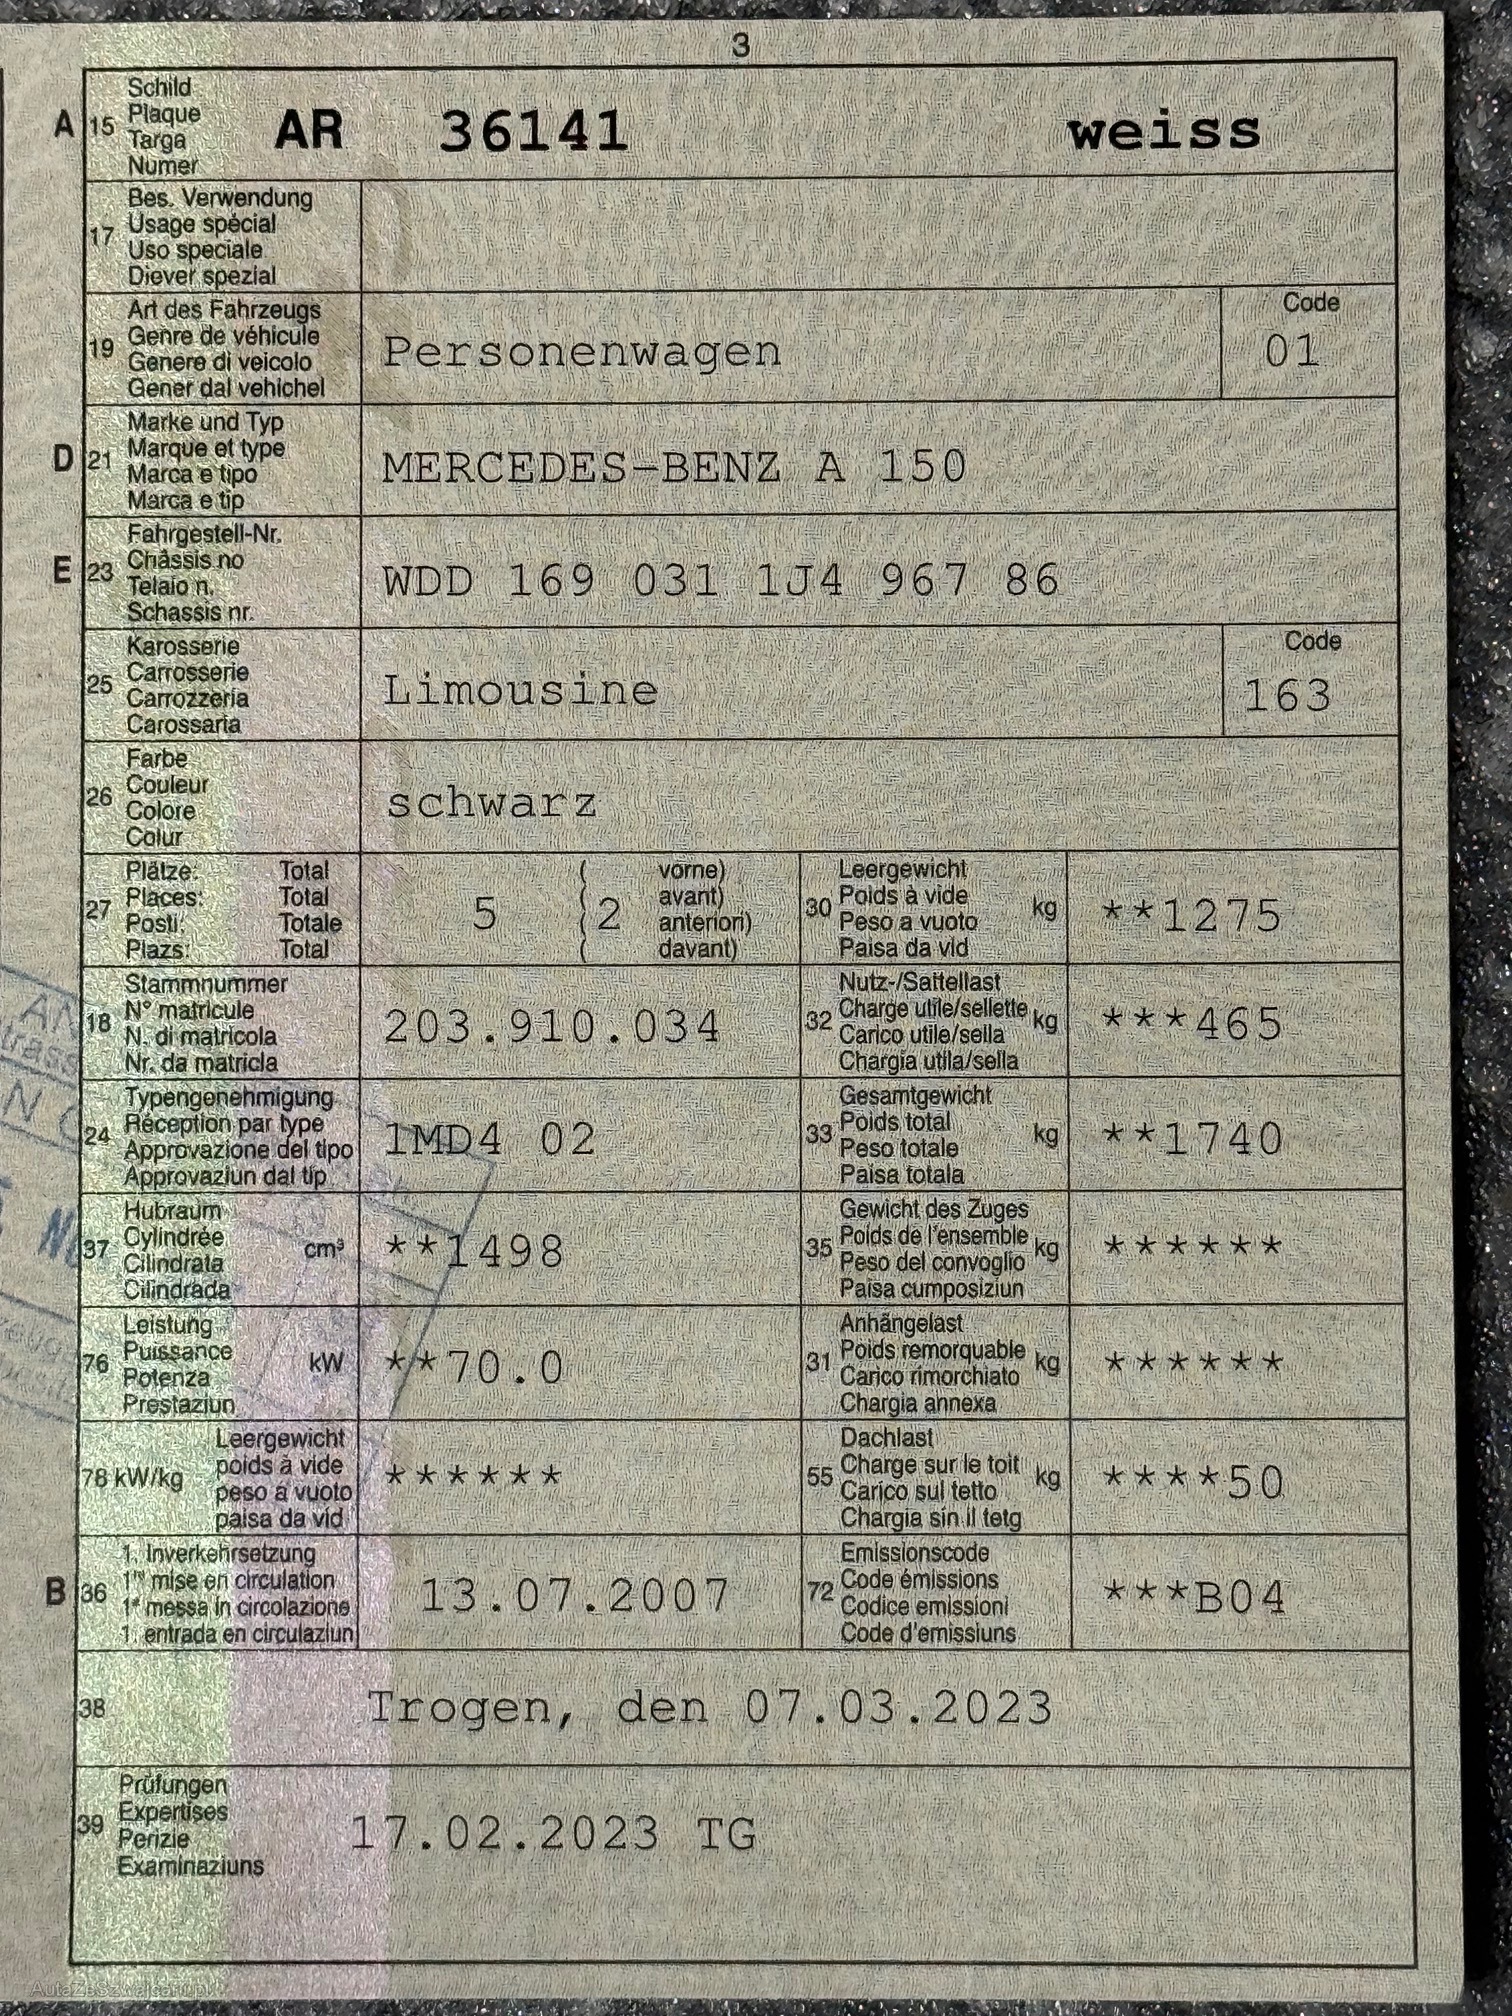 3
A 15 Schild
Plaque
Targa
Numer
AR 36141 weiss
17 Bes. Verwendung
Usage spécial
Uso speciale
Diever spezial
19 Art des Fahrzeugs
Genre de véhicule
Genere di veicolo
Gener dal vehichel
Personenwagen
Code
01
D 21 Marke und Typ
Marque et type
Marca e tipo
Marca e tip
MERCEDES-BENZ A 150
E 23 Fahrgestell-Nr.
Châssis no
Telaio n.
Schassis nr.
WDD 169 031 1J4 967 86
25 Karosserie
Carrosserie
Carrozzeria
Carossaria
Limousine
Code
163
26 Farbe
Couleur
Colore
Colur
schwarz
27 Plätze: Total
Places: Total
Posti: Totale
Plazs: Total
5 ( 2 vorne)
avant)
anteriori)
davant)
30 Leergewicht
Poids à vide
Peso a vuoto
Paisa da vid
kg **1275
18 Stammnummer
N° matricule
N. di matricola
Nr. da matricla
203.910.034
32 Nutz-/Sattellast
Charge utile/sellette
Carico utile/sella
Chargia utila/sella
kg ***465
24 Typengenehmigung
Réception par type
Approvazione del tipo
Approvaziun dal tip
1MD4 02
33 Gesamtgewicht
Poids total
Peso totale
Paisa totala
kg **1740
37 Hubraum
Cylindrée
Cilindrata
Cilindrada
cm³ **1498
35 Gewicht des Zuges
Poids de l'ensemble
Peso del convoglio
Paisa cumposiziun
kg ******
76 Leistung
Puissance
Potenza
Prestaziun
kW **70.0
31 Anhängelast
Poids remorquable
Carico rimorchiato
Chargia annexa
kg ******
78 kW/kg Leergewicht
poids à vide
peso a vuoto
paisa da vid
******
55 Dachlast
Charge sur le toit
Carico sul tetto
Chargia sin il tetg
kg ****50
B 36 1. Inverkehrsetzung
1re mise en circulation
1a messa in circolazione
1. entrada en circulaziun
13.07.2007
72 Emissionscode
Code émissions
Codice emissioni
Code d'emissiuns
***B04
38 Trogen, den 07.03.2023
39 Prüfungen
Expertises
Perizie
Examinaziuns
17.02.2023 TG
AutaZeSzwajcarii.pl